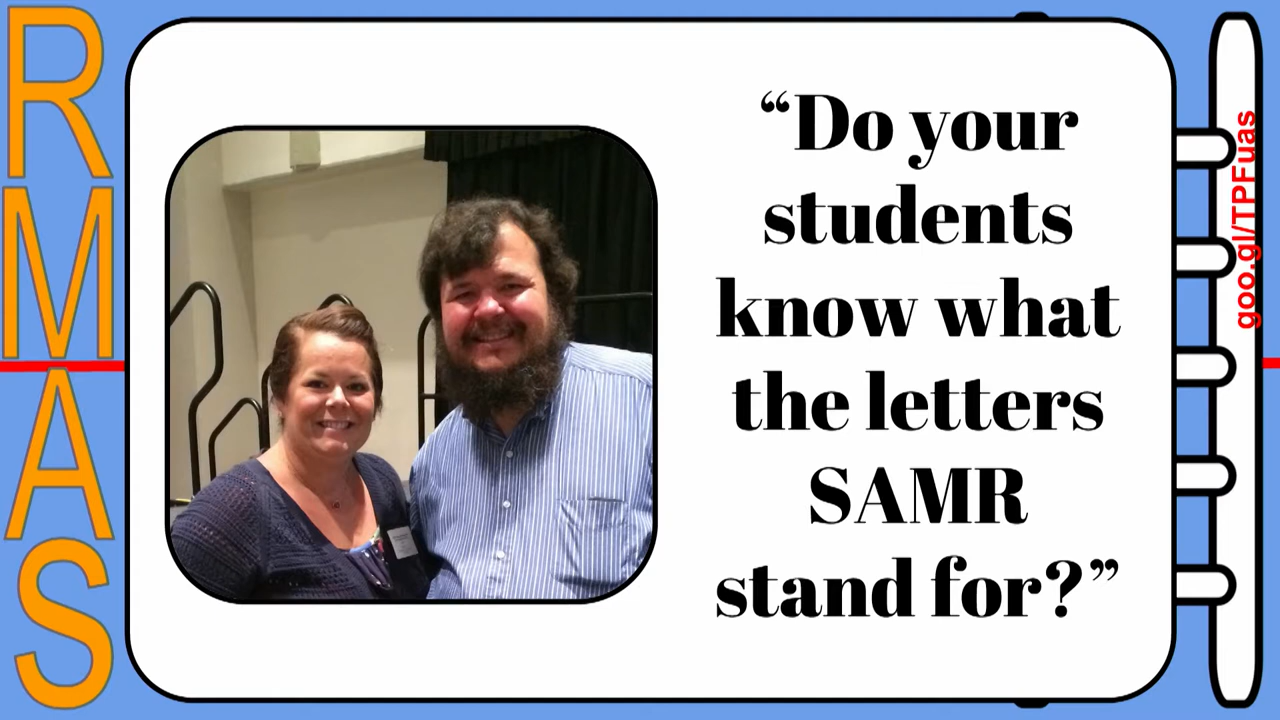 RMAS
“Do your
students
know what
the letters
SAMR
stand for?”
goo.gl/TPFuas